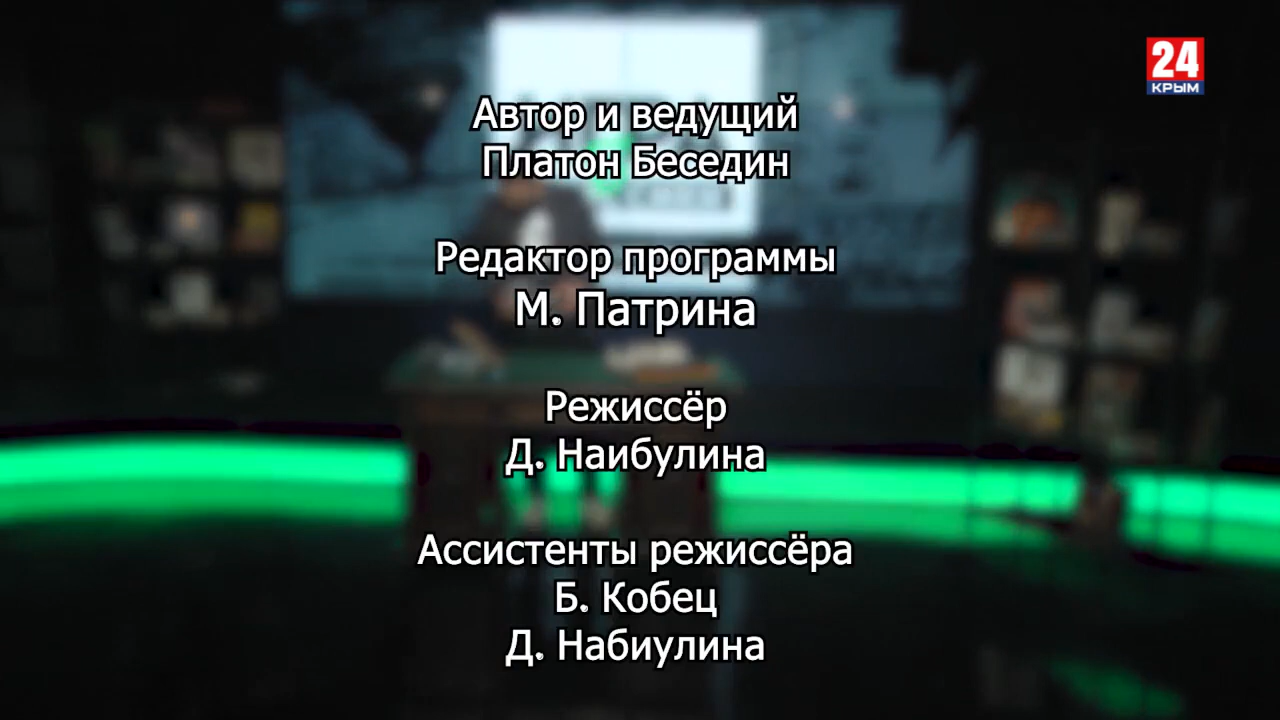 24
КРЫМ
Автор и ведущий
Платон Беседин
Редактор программы
М. Патрина
Режиссёр
Д. Наибулина
Ассистенты режиссёра
Б. Кобец
Д. Набиулина